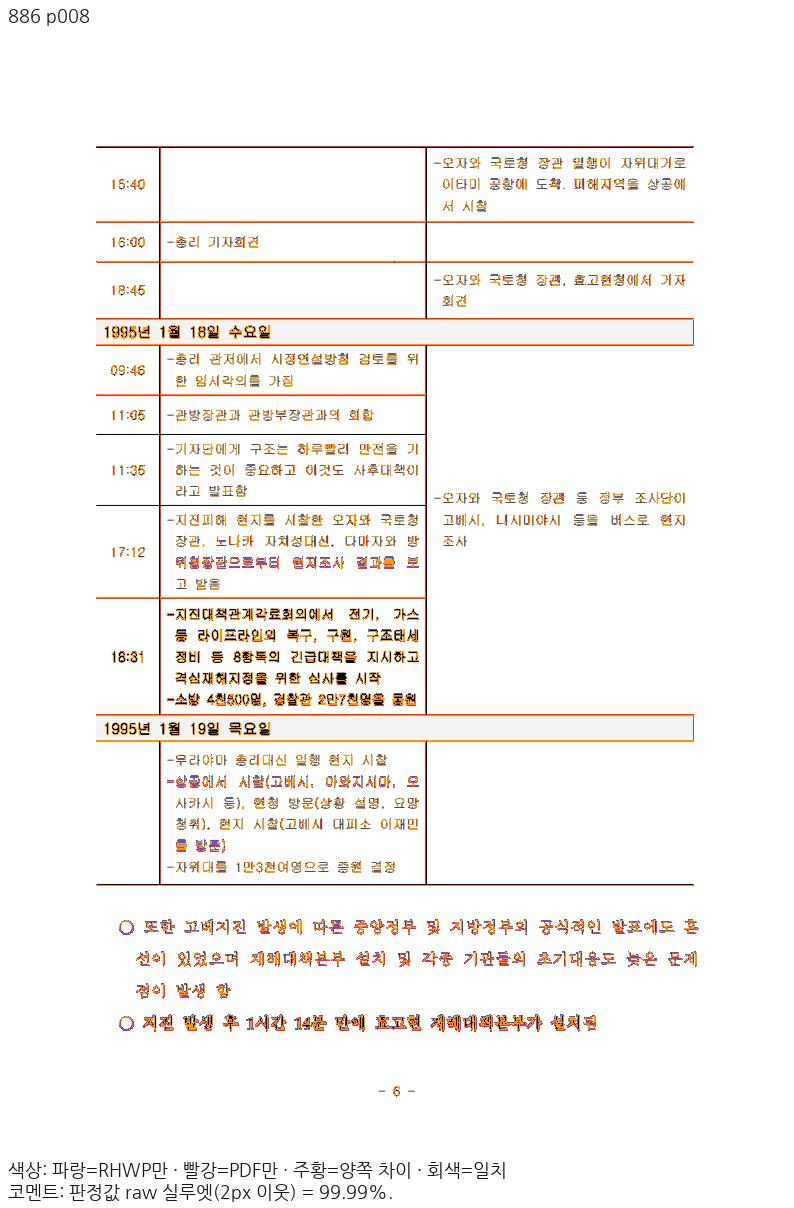 886 p008
15:40
-오자와 국토청 장관 일행이 자위대기로
이타미 공항에 도착. 피해지역을 상공에
서 시찰
16:00
-총리 기자회견
18:45
-오자와 국토청 장관, 효고현청에서 기자
회견
1995년 1월 18일 수요일
09:46
-총리 관저에서 시정연설방침 검토를 위
한 임시각의를 가짐
11:05
-관방장관과 관방부장관과의 회합
11:35
-기자단에게 구조는 하루빨리 만전을 기
하는 것이 중요하고 이것도 사후대책이
라고 발표함
-오자와 국토청 장관 등 정부 조사단이
고베시, 니시미야시 등을 버스로 현지
조사
17:12
-지진피해 현지를 시찰한 오자와 국토청
장관, 노나카 자치성대신, 다마자와 방
위청장관으로부터 현지조사 결과를 보
고 받음
18:31
-지진대책관계각료회의에서 전기, 가스
등 라이프라인의 복구, 구원, 구조태세
정비 등 8항목의 긴급대책을 지시하고
격심재해지정을 위한 심사를 시작
-소방 4천500명, 경찰관 2만7천명을 동원
1995년 1월 19일 목요일
-무라야마 총리대신 일행 현지 시찰
-상공에서 시찰(고베시, 아와지시마, 오
사카시 등), 현청 방문(상황 설명, 요망
청취), 현지 시찰(고베시 대피소 이재민
를 방문)
-자위대를 1만3천여명으로 증원 결정
○ 또한 고베지진 발생에 따른 중앙정부 및 지방정부의 공식적인 발표에도 혼
선이 있었으며 재해대책본부 설치 및 각종 기관들의 초기대응도 늦은 문제
점이 발생 함
○ 지진 발생 후 1시간 14분 만에 효고현 재해대책본부가 설치됨
- 6 -
색상: 파랑=RHWP만 · 빨강=PDF만 · 주황=양쪽 차이 · 회색=일치
코멘트: 판정값 raw 실루엣(2px 이웃) = 99.99%.